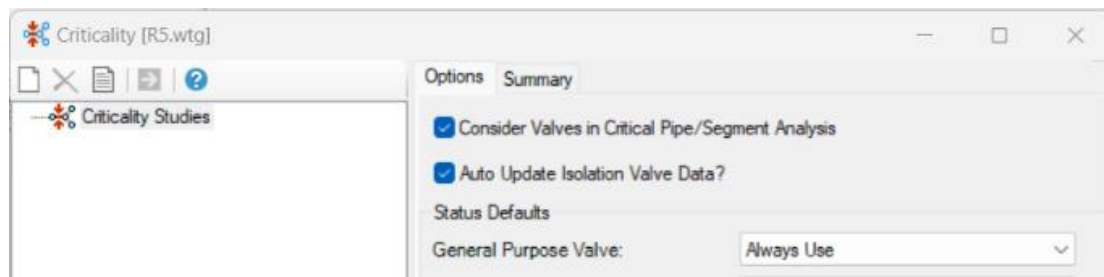 Criticality [R5.wtg]
Options Summary
Criticality Studies
Consider Valves in Critical Pipe/Segment Analysis
Auto Update Isolation Valve Data?
Status Defaults
General Purpose Valve: Always Use